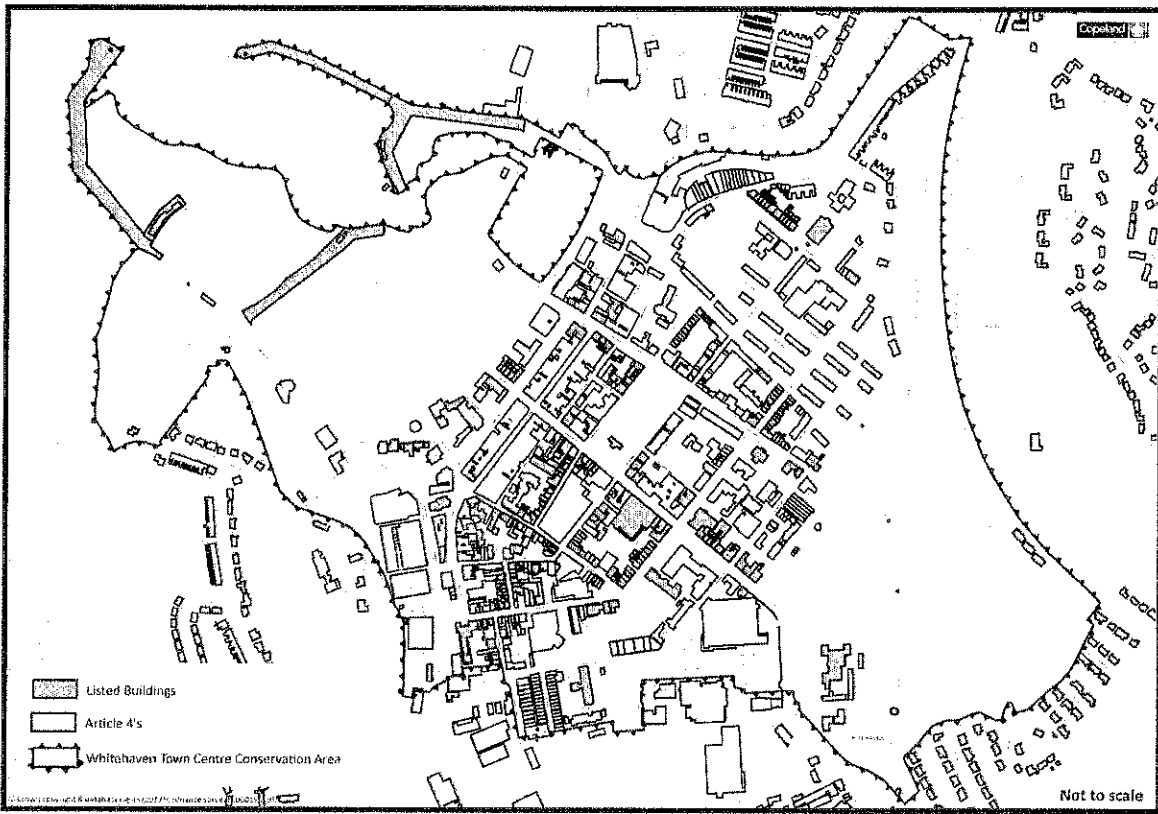 Copeland
Listed Buildings
Article 4's
Whitehaven Town Centre Conservation Area
Not to scale